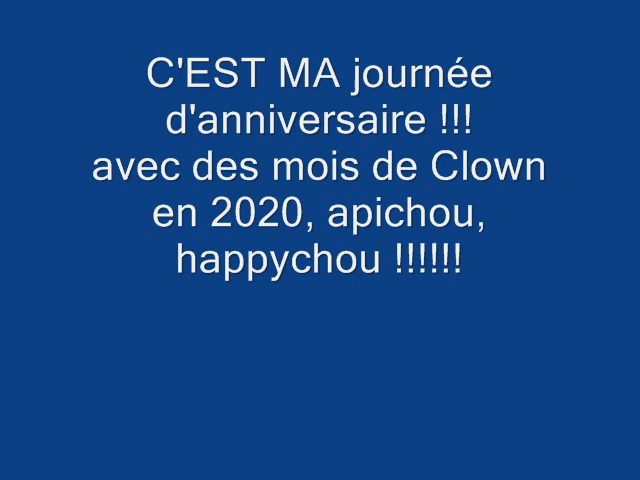 C'EST MA journée
d'anniversaire !!!
avec des mois de Clown
en 2020, apichou,
happychou !!!!!!